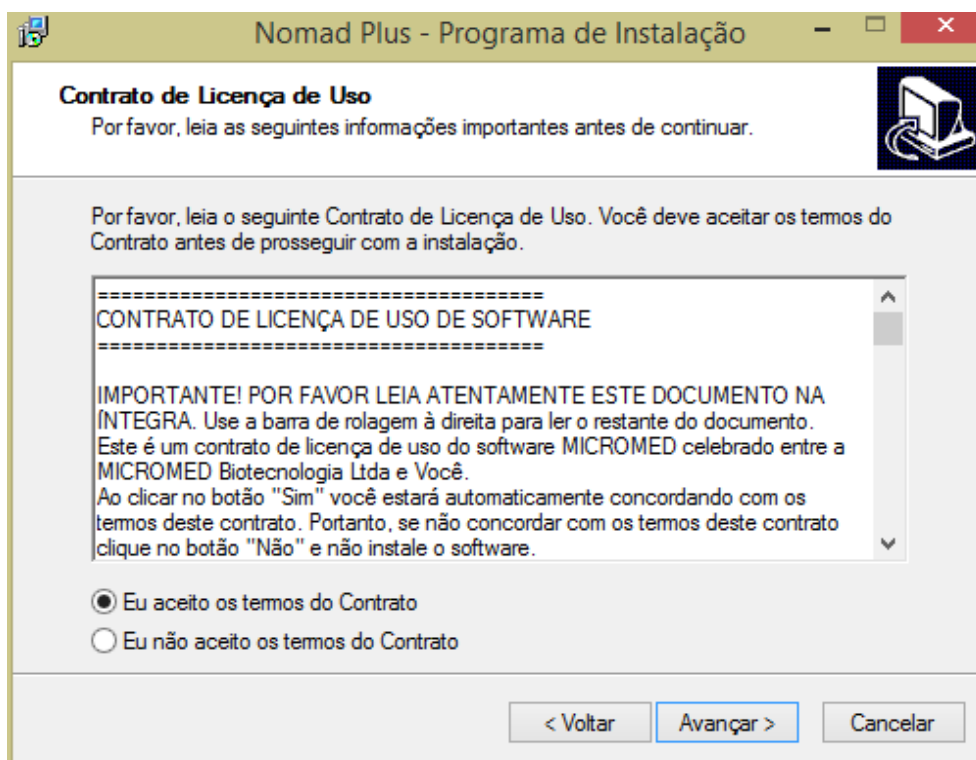 Nomad Plus - Programa de Instalação
Contrato de Licença de Uso
Por favor, leia as seguintes informações importantes antes de continuar.
Por favor, leia o seguinte Contrato de Licença de Uso. Você deve aceitar os termos do
Contrato antes de prosseguir com a instalação.
======================================
CONTRATO DE LICENÇA DE USO DE SOFTWARE
======================================
IMPORTANTE! POR FAVOR LEIA ATENTAMENTE ESTE DOCUMENTO NA
ÍNTEGRA. Use a barra de rolagem à direita para ler o restante do documento.
Este é um contrato de licença de uso do software MICROMED celebrado entre a
MICROMED Biotecnologia Ltda e Você.
Ao clicar no botão "Sim" você estará automaticamente concordando com os
termos deste contrato. Portanto, se não concordar com os termos deste contrato
clique no botão "Não" e não instale o software.
Eu aceito os termos do Contrato
Eu não aceito os termos do Contrato
< Voltar
Avançar >
Cancelar